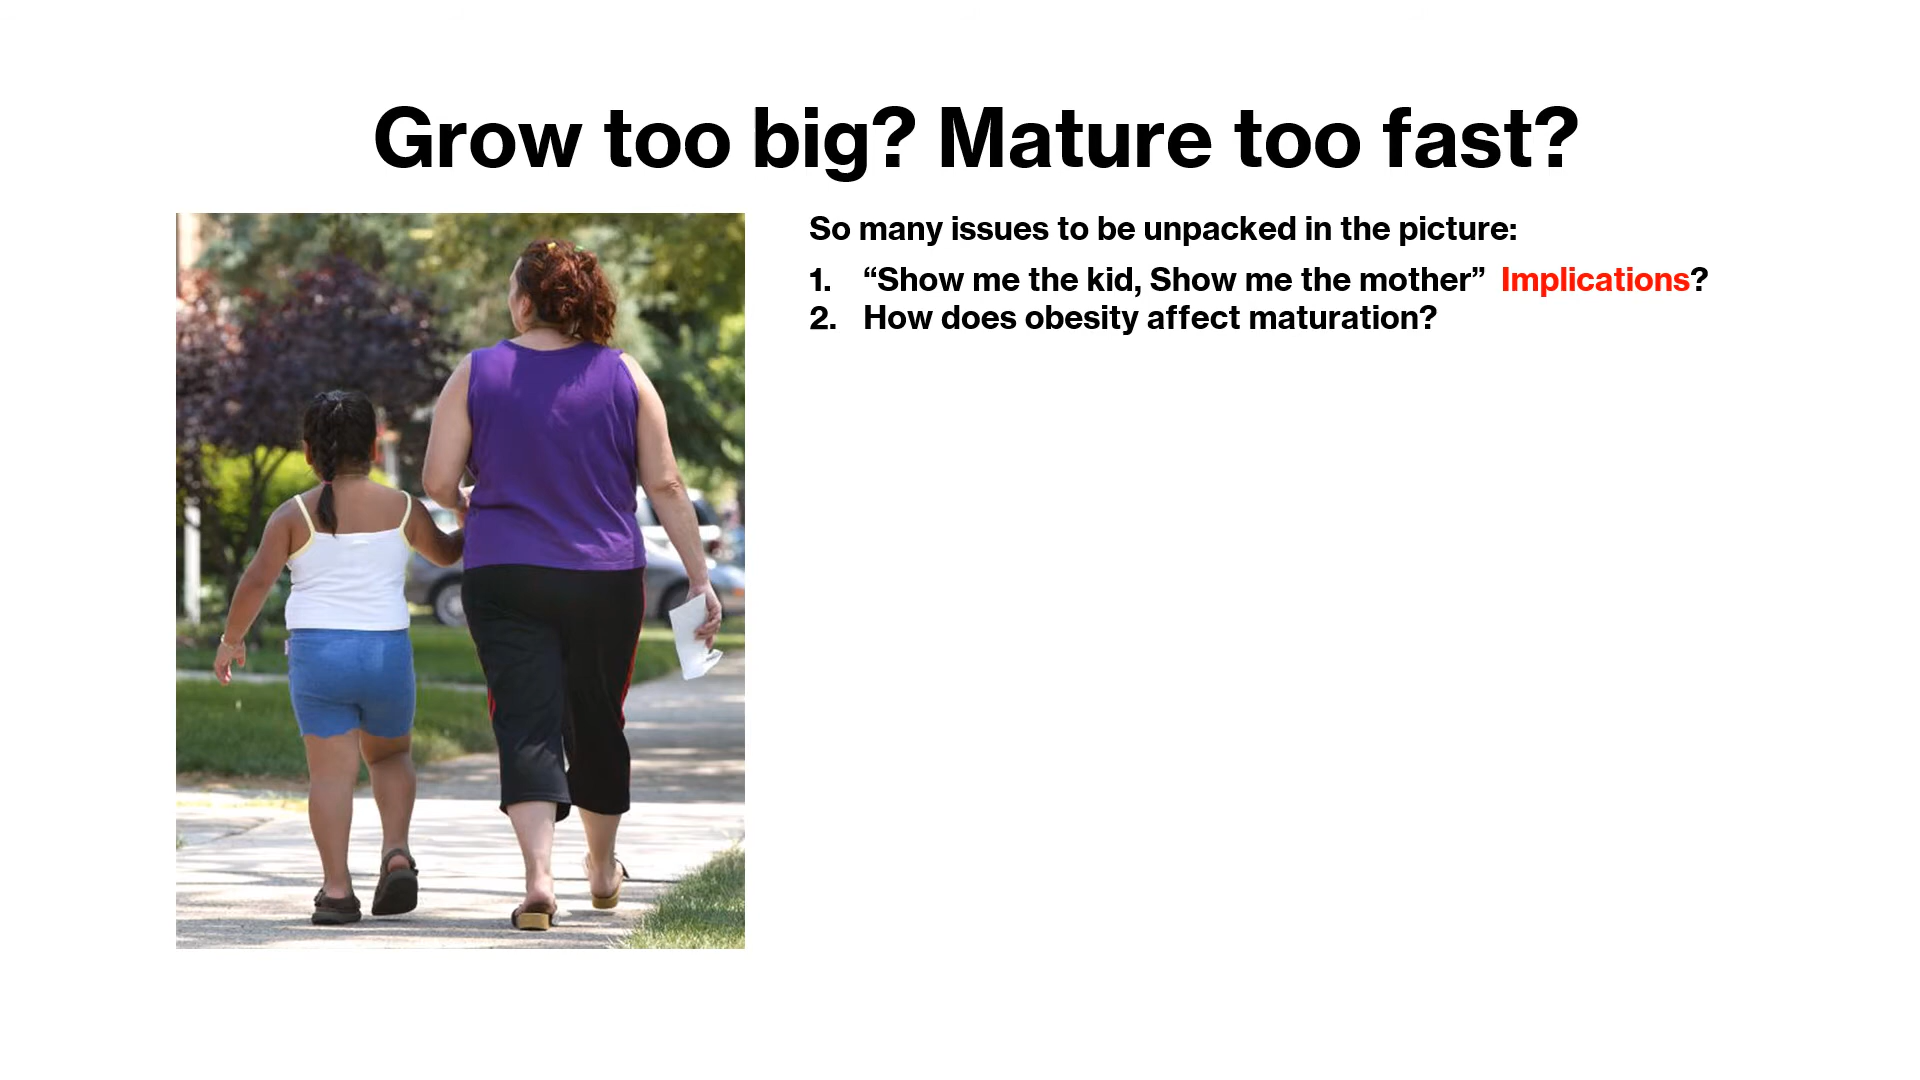 Grow too big? Mature too fast?
So many issues to be unpacked in the picture:
1. “Show me the kid, Show me the mother” Implications?
2. How does obesity affect maturation?